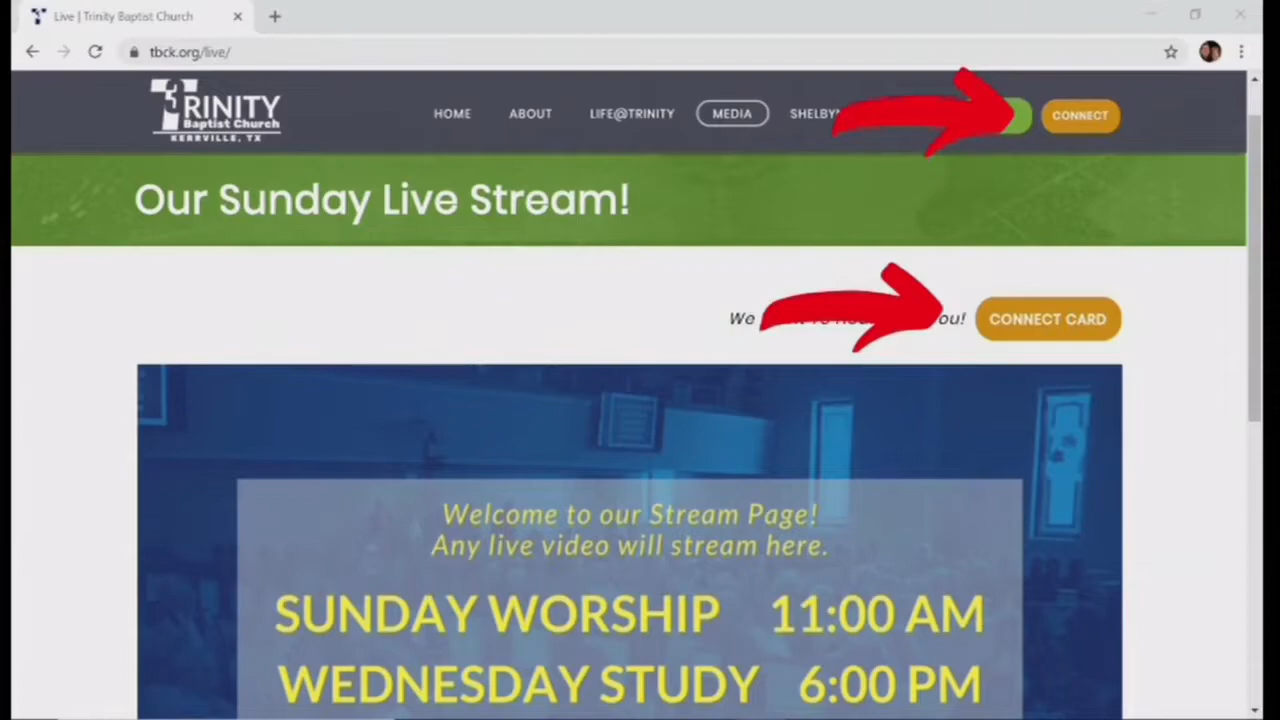 Live | Trinity Baptist Church
tbck.org/live/
TRINITY
Baptist Church
KERRVILLE, TX
HOME
ABOUT
LIFE@TRINITY
MEDIA
CONNECT
Our Sunday Live Stream!
We
CONNECT CARD
Welcome to our Stream Page!
Any live video will stream here.
SUNDAY WORSHIP 11:00 AM
WEDNESDAY STUDY 6:00 PM